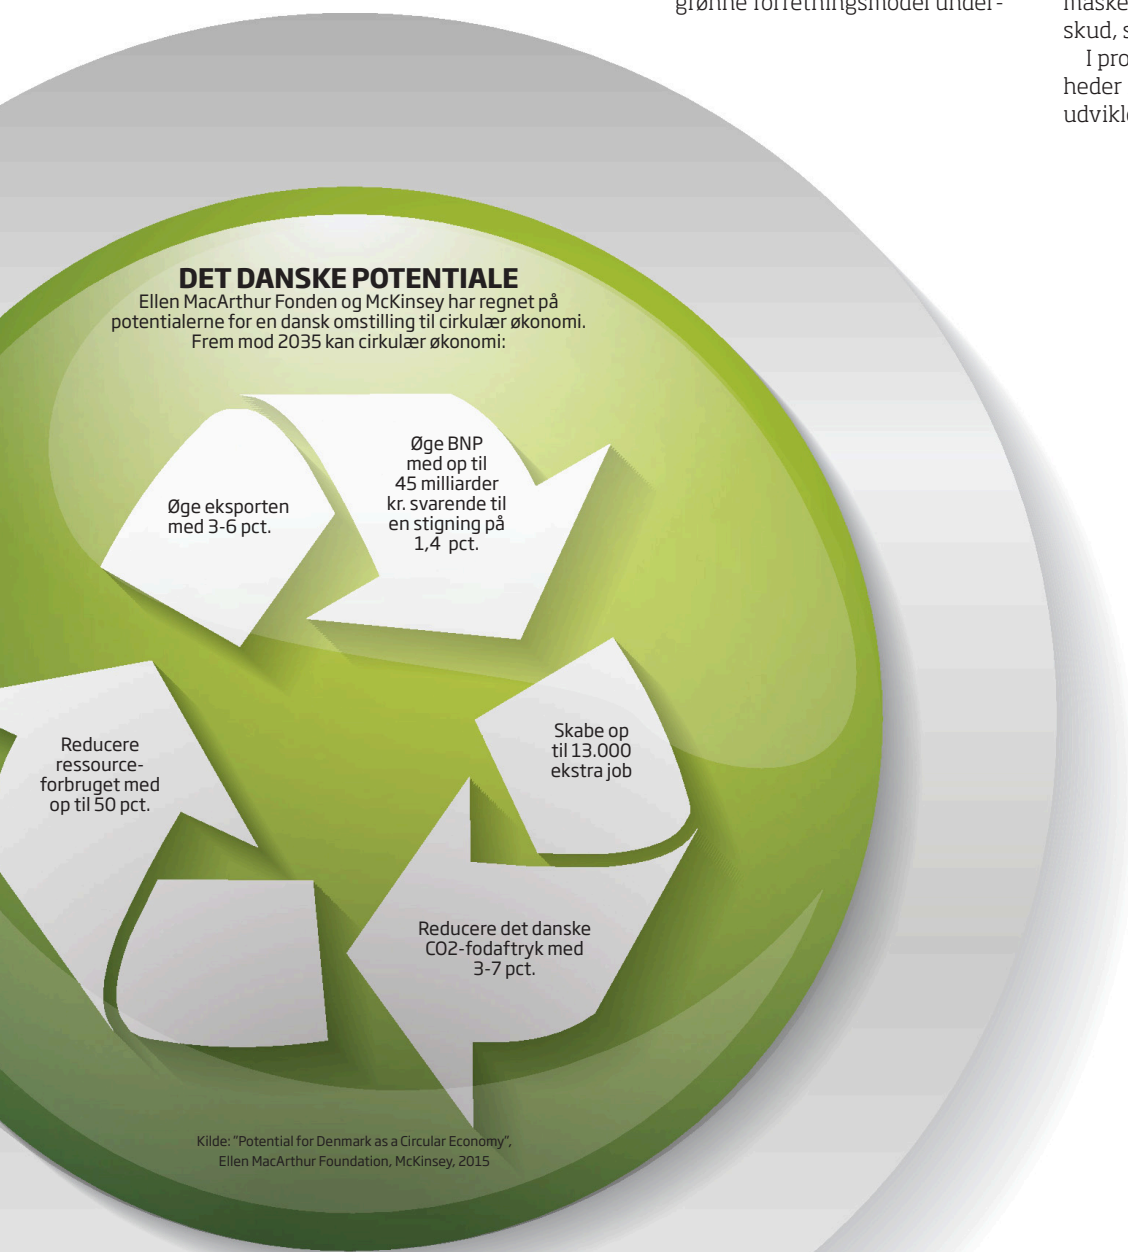 grønne forretningsmodel under-
skud, s
I pro
heder
DET DANSKE POTENTIALE
Ellen MacArthur Fonden og McKinsey har regnet på
potentialerne for en dansk omstilling til cirkulær økonomi.
Frem mod 2035 kan cirkulær økonomi:
Øge BNP
med op til
45 milliarder
kr. svarende til
en stigning på
1,4 pct.
Øge eksporten
med 3-6 pct.
Skabe op
til 13.000
ekstra job
Reducere
ressource-
forbruget med
op til 50 pct.
Reducere det danske
CO2-fodaftryk med
3-7 pct.
Kilde: "Potential for Denmark as a Circular Economy",
Ellen MacArthur Foundation, McKinsey, 2015